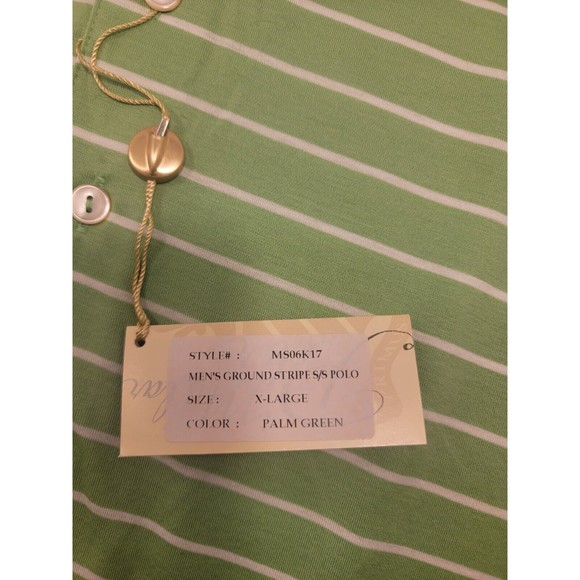 STYLE# : MS06K17
MEN'S GROUND STRIPE S/S POLO
SIZE : X-LARGE
COLOR : PALM GREEN